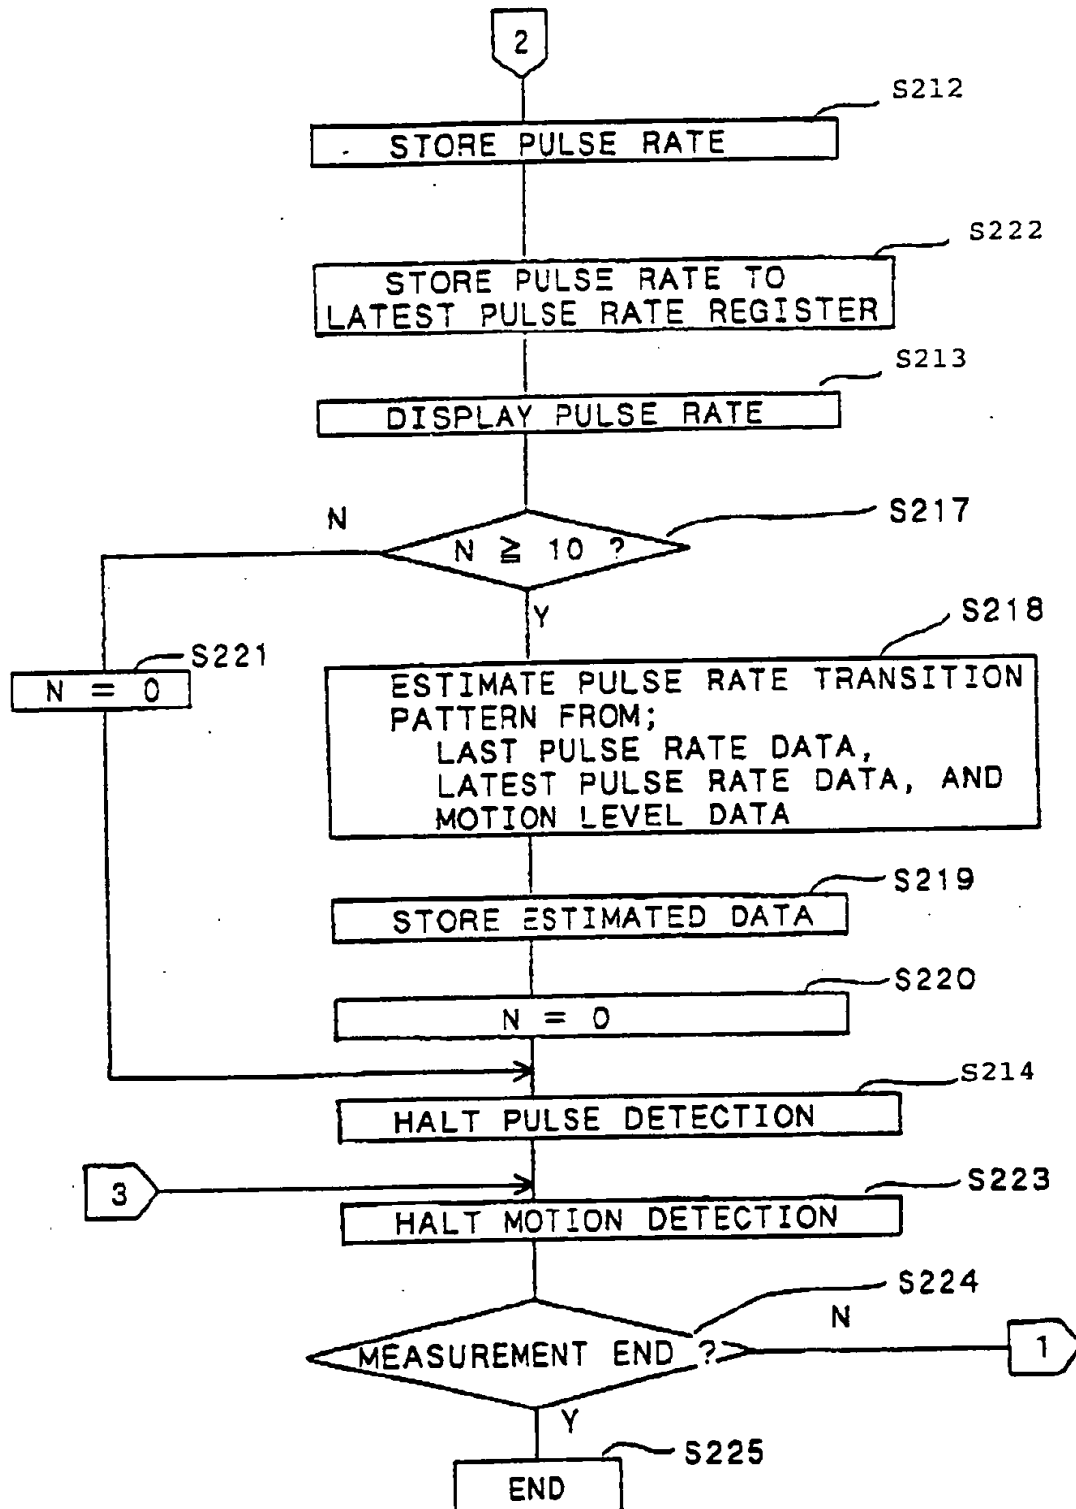 2
S212
STORE PULSE RATE
S222
STORE PULSE RATE TO
LATEST PULSE RATE REGISTER
S213
DISPLAY PULSE RATE
S217
N
N ≧ 10 ?
Y
S218
S221
N = 0
ESTIMATE PULSE RATE TRANSITION
PATTERN FROM;
LAST PULSE RATE DATA,
LATEST PULSE RATE DATA, AND
MOTION LEVEL DATA
S219
STORE ESTIMATED DATA
S220
N = 0
S214
HALT PULSE DETECTION
3
S223
HALT MOTION DETECTION
S224
N
MEASUREMENT END ?
1
Y
S225
END